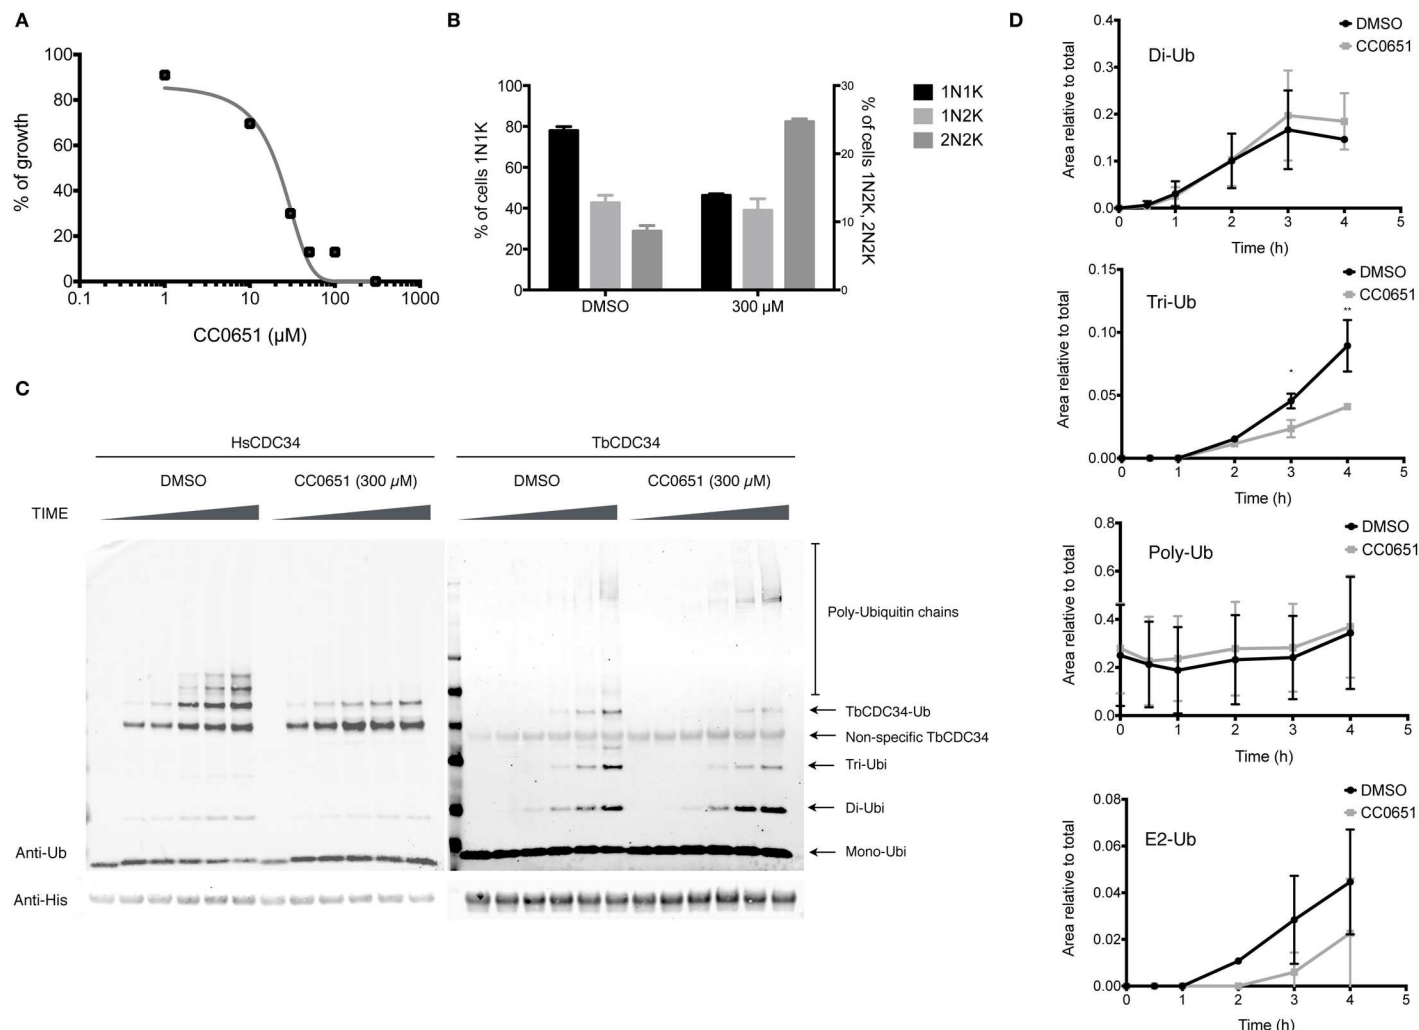 A
100
80
60
40
20
0
% of growth
0.1
1
10
100
1000
CC0651 (µM)
B
100
80
60
40
20
0
% of cells 1N1K
30
20
10
0
% of cells 1N2K, 2N2K
DMSO
300 µM
1N1K
1N2K
2N2K
C
HsCDC34
TbCDC34
DMSO
CC0651 (300 µM)
DMSO
CC0651 (300 µM)
TIME
Poly-Ubiquitin chains
TbCDC34-Ub
Non-specific TbCDC34
Tri-Ubi
Di-Ubi
Mono-Ubi
Anti-Ub
Anti-His
D
Di-Ub
DMSO
CC0651
0.4
0.3
0.2
0.1
0.0
Area relative to total
0 1 2 3 4 5
Time (h)
Tri-Ub
DMSO
CC0651
0.15
0.10
0.05
0.00
Area relative to total
*
**
0 1 2 3 4 5
Time (h)
Poly-Ub
DMSO
CC0651
0.8
0.6
0.4
0.2
0.0
Area relative to total
0 1 2 3 4 5
Time (h)
E2-Ub
DMSO
CC0651
0.08
0.06
0.04
0.02
0.00
Area relative to total
0 1 2 3 4 5
Time (h)